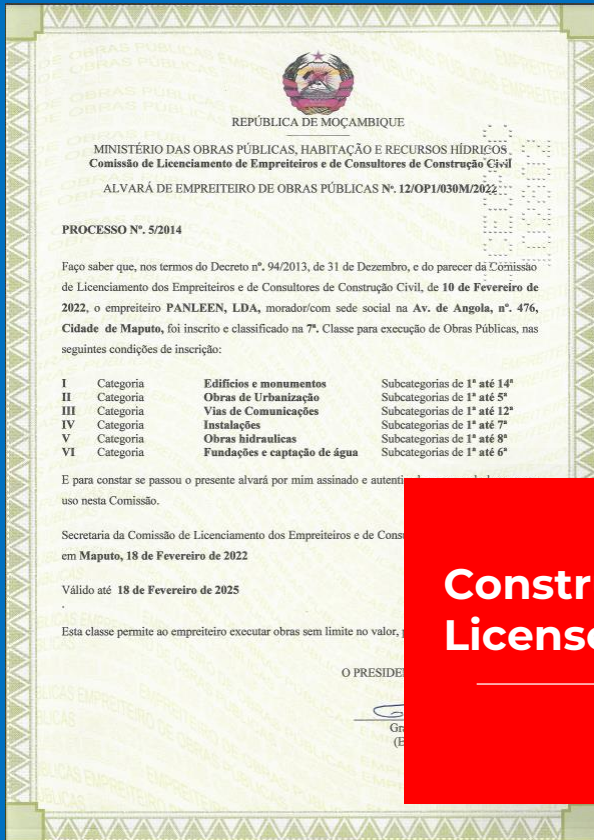 REPÚBLICA DE MOÇAMBIQUE
MINISTÉRIO DAS OBRAS PÚBLICAS, HABITAÇÃO E RECURSOS HÍDRICOS
Comissão de Licenciamento de Empreiteiros e de Consultores de Construção Civil
ALVARÁ DE EMPREITEIRO DE OBRAS PÚBLICAS Nº. 12/OP1/030M/2022
PROCESSO Nº. 5/2014
Faço saber que, nos termos do Decreto nº. 94/2013, de 31 de Dezembro, e do parecer da Comissão
de Licenciamento dos Empreiteiros e de Consultores de Construção Civil, de 10 de Fevereiro de
2022, o empreiteiro PANLEEN, LDA, morador/com sede social na Av. de Angola, nº. 476,
Cidade de Maputo, foi inscrito e classificado na 7ª. Classe para execução de Obras Públicas, nas
seguintes condições de inscrição:
I Categoria Edifícios e monumentos Subcategorias de 1ª até 14ª
II Categoria Obras de Urbanização Subcategorias de 1ª até 5ª
III Categoria Vias de Comunicações Subcategorias de 1ª até 12ª
IV Categoria Instalações Subcategorias de 1ª até 7ª
V Categoria Obras hidraulicas Subcategorias de 1ª até 8ª
VI Categoria Fundações e captação de água Subcategorias de 1ª até 6ª
E para constar se passou o presente alvará por mim assinado e
uso nesta Comissão.
Secretaria da Comissão de Licenciamento dos Empreiteiros e de
em Maputo, 18 de Fevereiro de 2022
Válido até 18 de Fevereiro de 2025
Esta classe permite ao empreiteiro executar obras sem limite no valor,
O PRESIDE
Constr
License